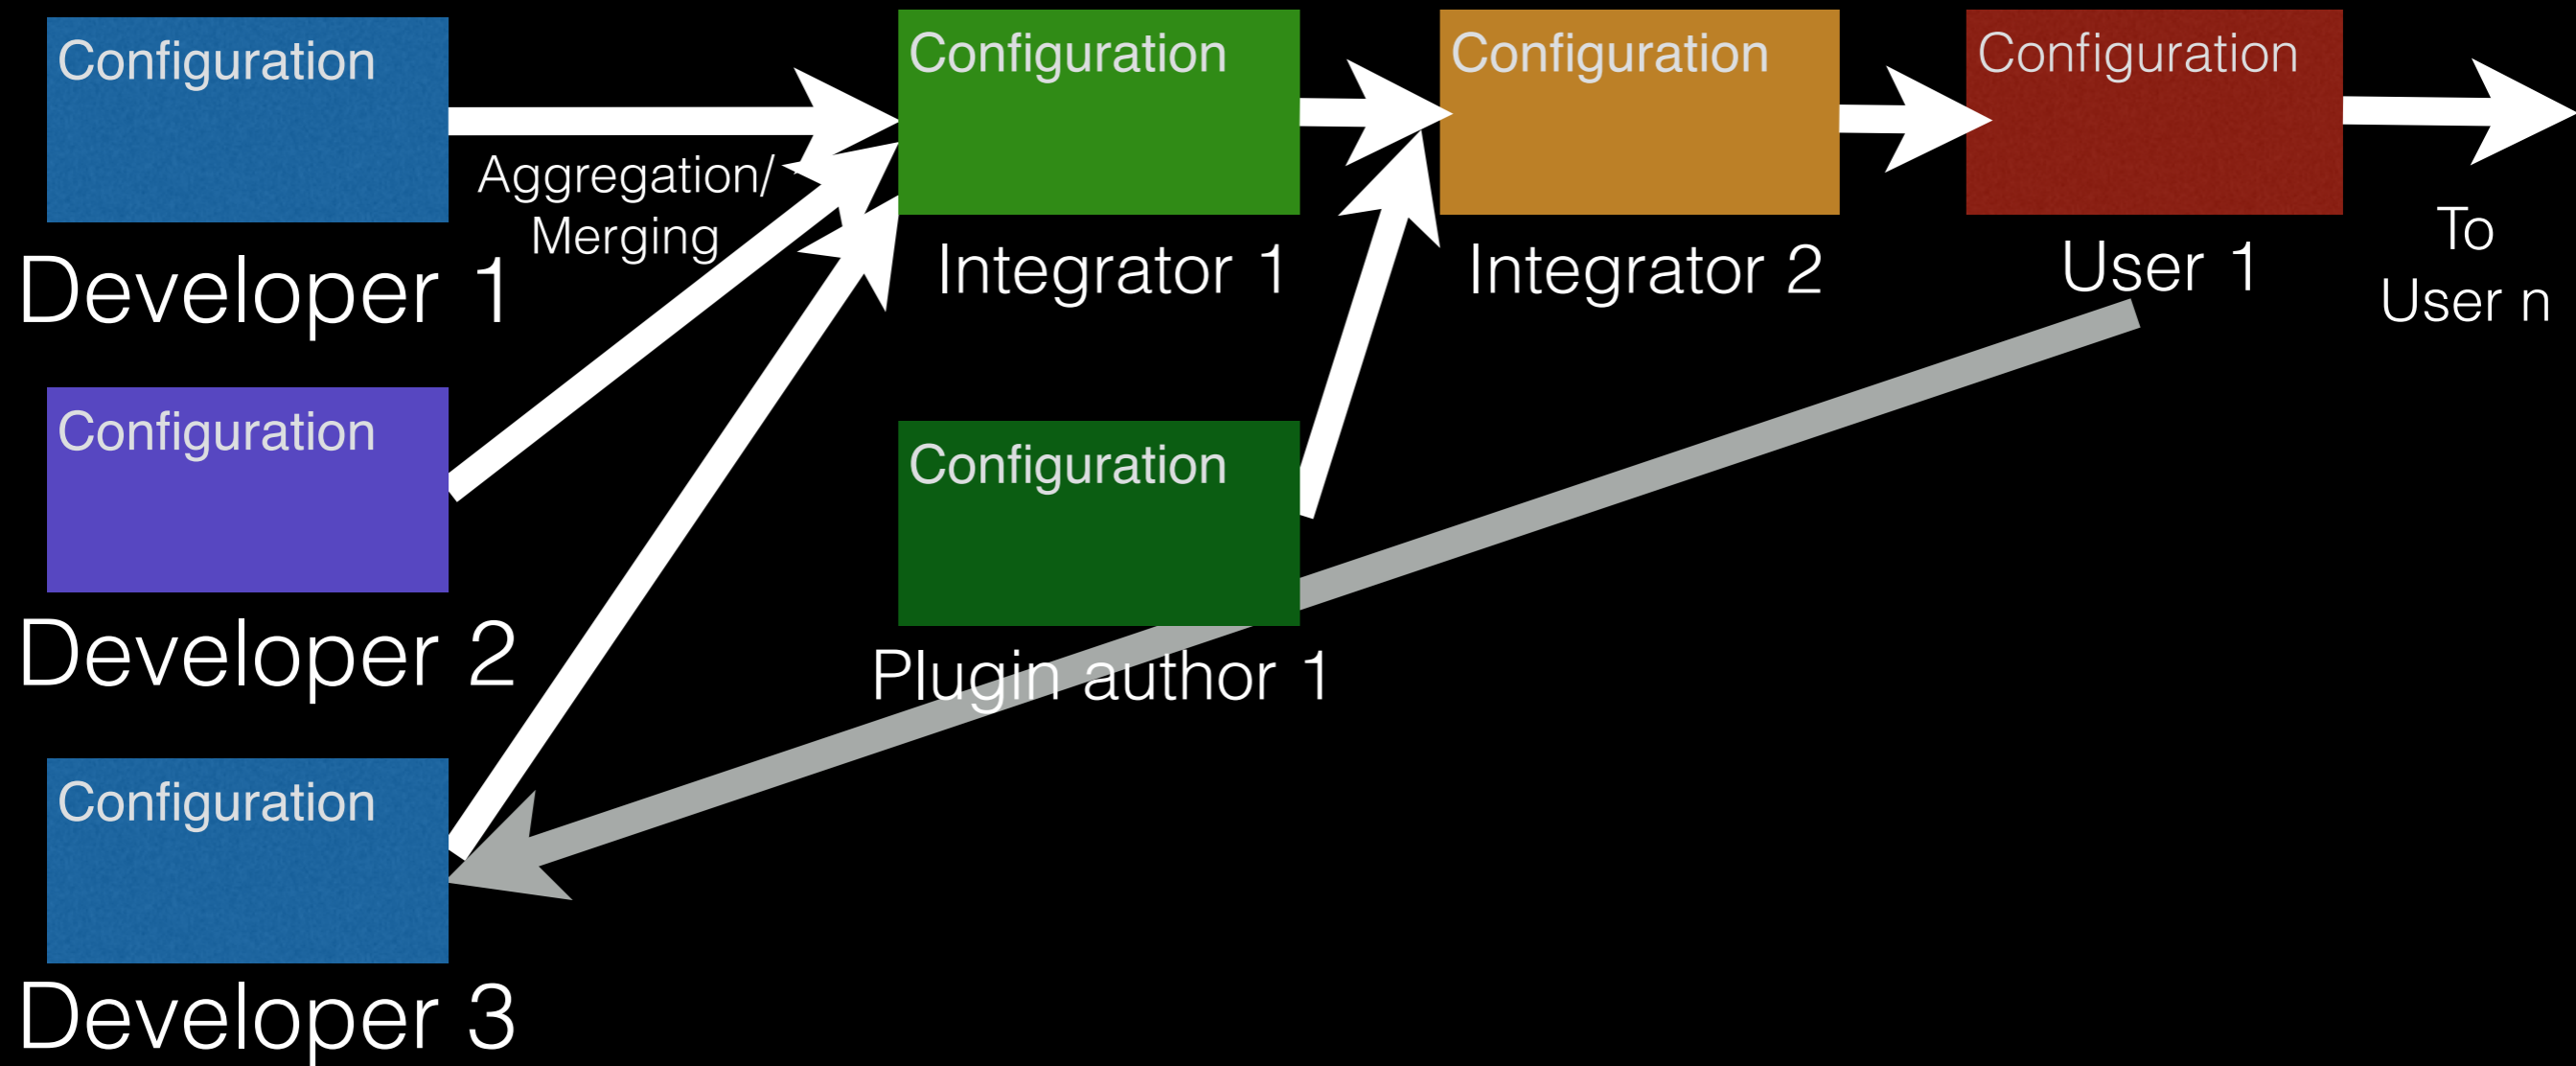 Configuration
Developer 1
Aggregation/
Merging
Configuration
Integrator 1
Configuration
Integrator 2
Configuration
User 1
To
User n
Configuration
Developer 2
Configuration
Plugin author 1
Configuration
Developer 3